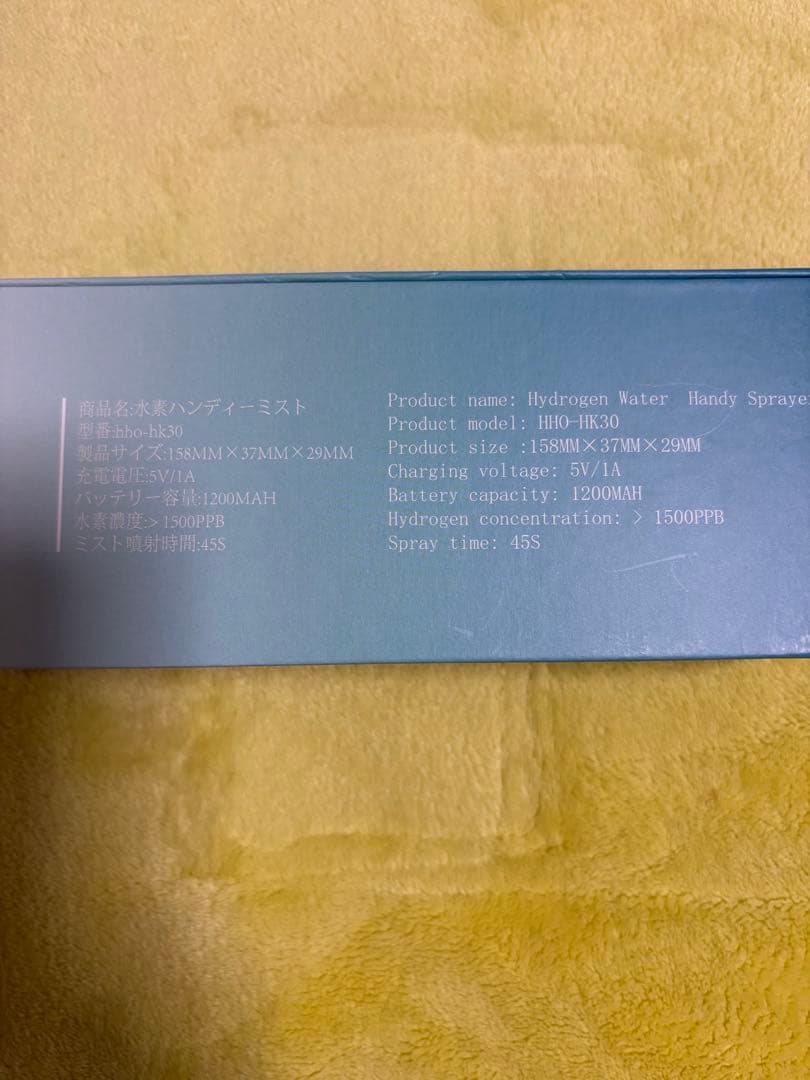 商品名:水素ハンディーミスト
型番:hho-hk30
製品サイズ:158MM×37MM×29MM
充電電圧:5V/1A
バッテリー容量:1200MAH
水素濃度:>1500PPB
ミスト噴射時間:45S
Product name: Hydrogen Water Handy Sprayer
Product model: HHO-HK30
Product size :158MM×37MM×29MM
Charging voltage: 5V/1A
Battery capacity: 1200MAH
Hydrogen concentration: > 1500PPB
Spray time: 45S